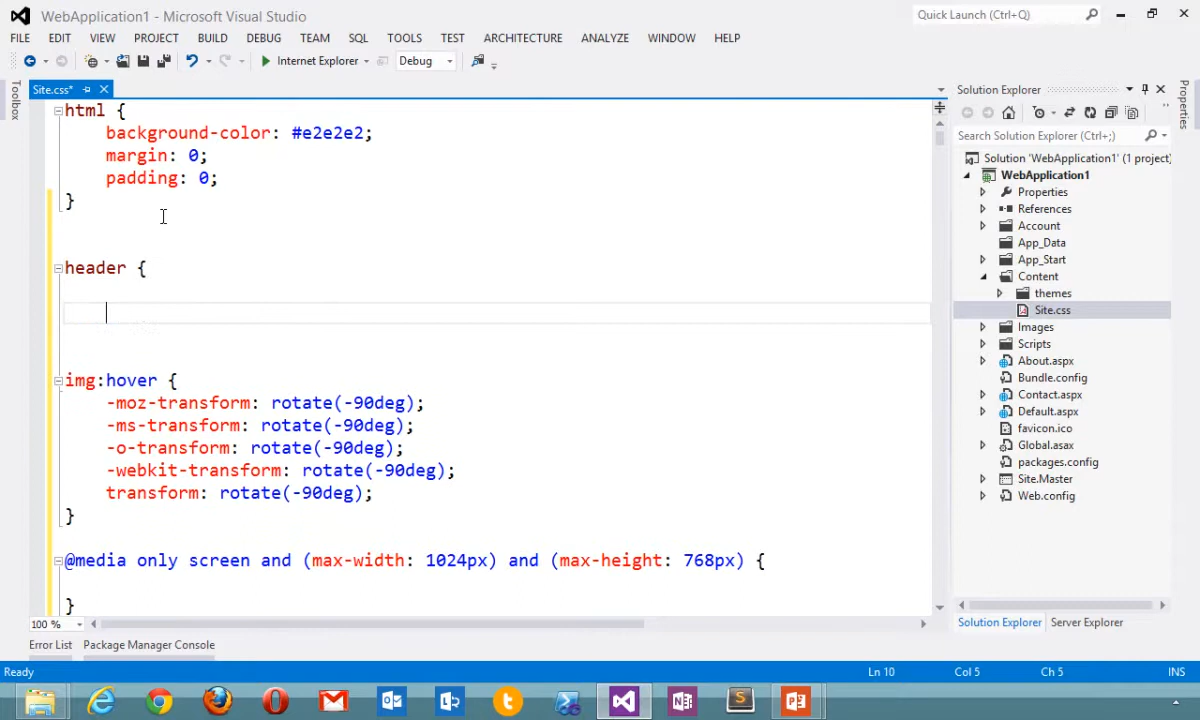 WebApplication1 - Microsoft Visual Studio
Quick Launch (Ctrl+Q)
FILE EDIT VIEW PROJECT BUILD DEBUG TEAM SQL TOOLS TEST ARCHITECTURE ANALYZE WINDOW HELP
Internet Explorer Debug
Toolbox
Site.css*
html {
background-color: #e2e2e2;
margin: 0;
padding: 0;
}
header {
img:hover {
-moz-transform: rotate(-90deg);
-ms-transform: rotate(-90deg);
-o-transform: rotate(-90deg);
-webkit-transform: rotate(-90deg);
transform: rotate(-90deg);
}
@media only screen and (max-width: 1024px) and (max-height: 768px) {
}
100 %
Solution Explorer
Properties
Search Solution Explorer (Ctrl+;)
Solution 'WebApplication1' (1 project)
WebApplication1
Properties
References
Account
App_Data
App_Start
Content
themes
Site.css
Images
Scripts
About.aspx
Bundle.config
Contact.aspx
Default.aspx
favicon.ico
Global.asax
packages.config
Site.Master
Web.config
Solution Explorer Server Explorer
Error List Package Manager Console
Ready Ln 10 Col 5 Ch 5 INS